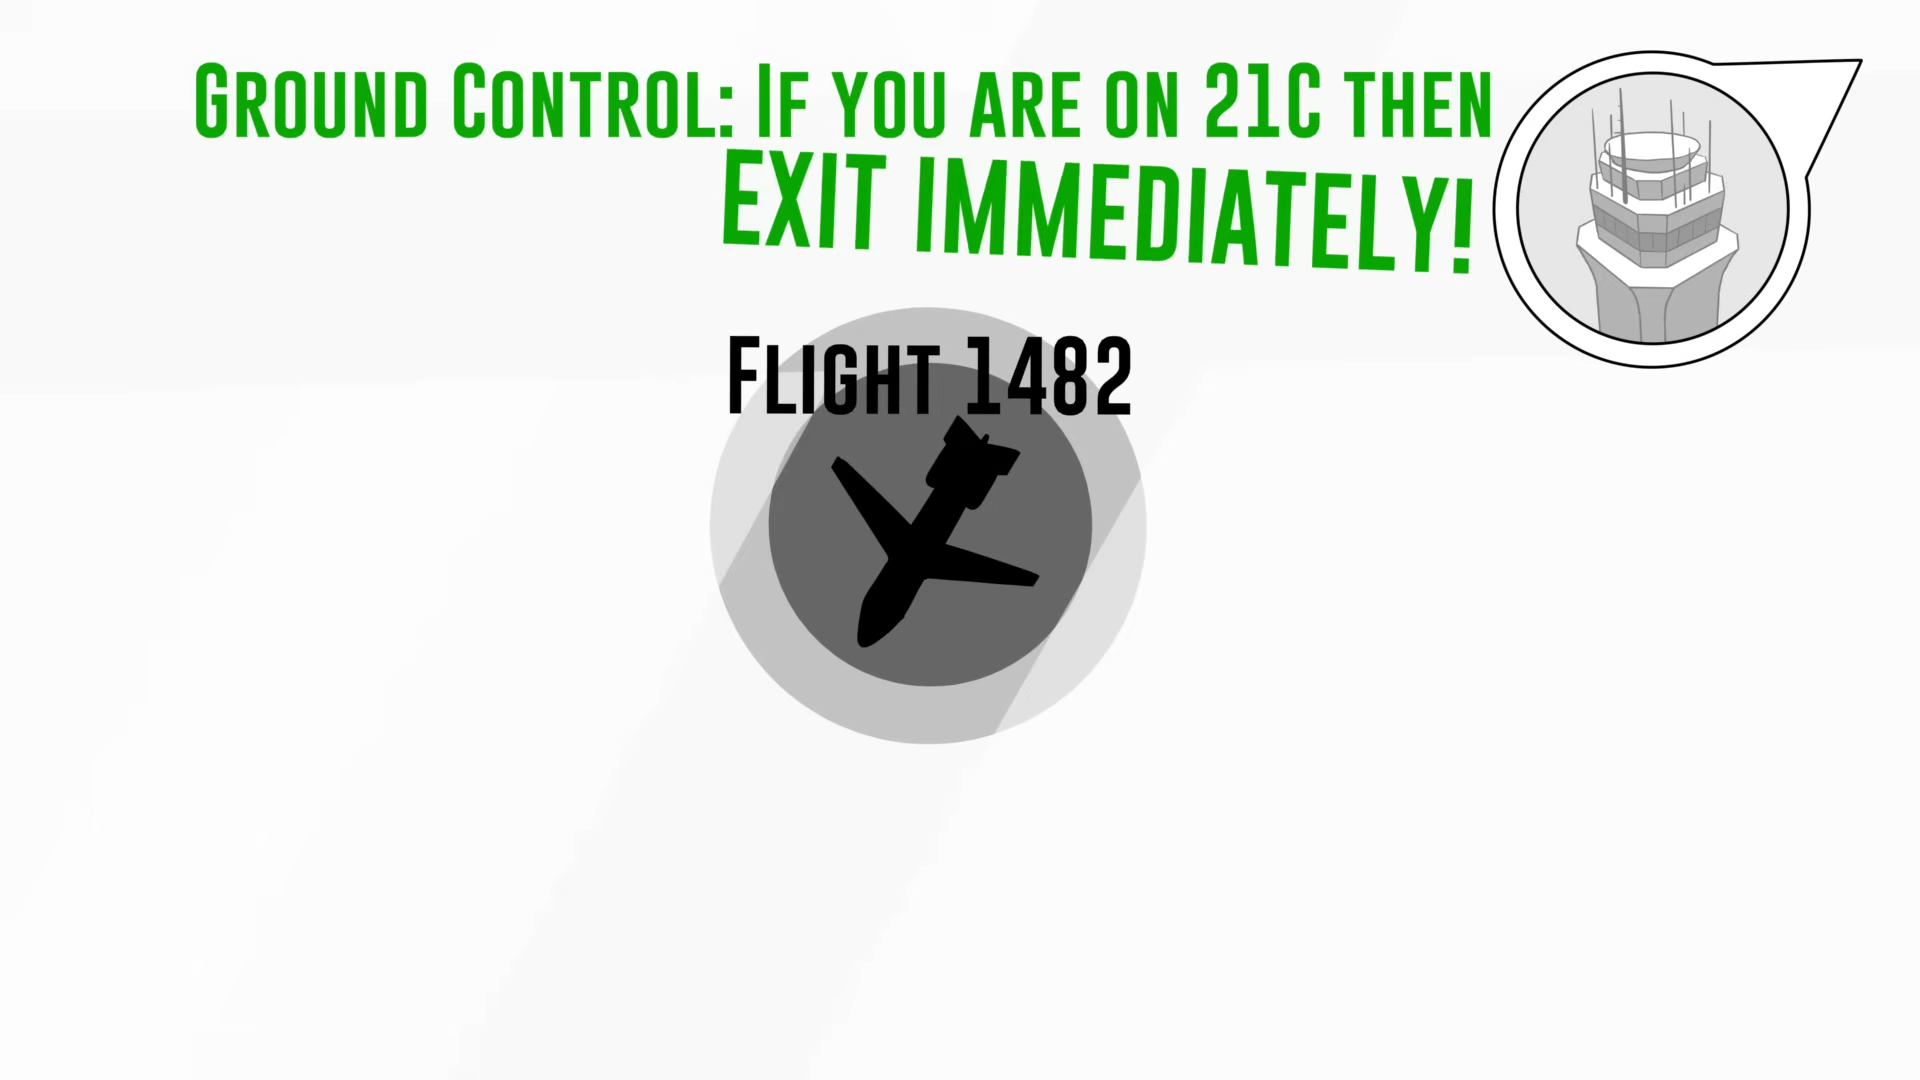 Ground Control: If you are on 21C then
EXIT IMMEDIATELY!
Flight 1482